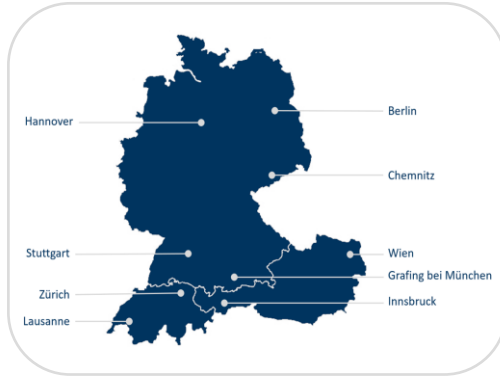 Hannover
Berlin
Chemnitz
Stuttgart
Wien
Grafing bei München
Zürich
Innsbruck
Lausanne